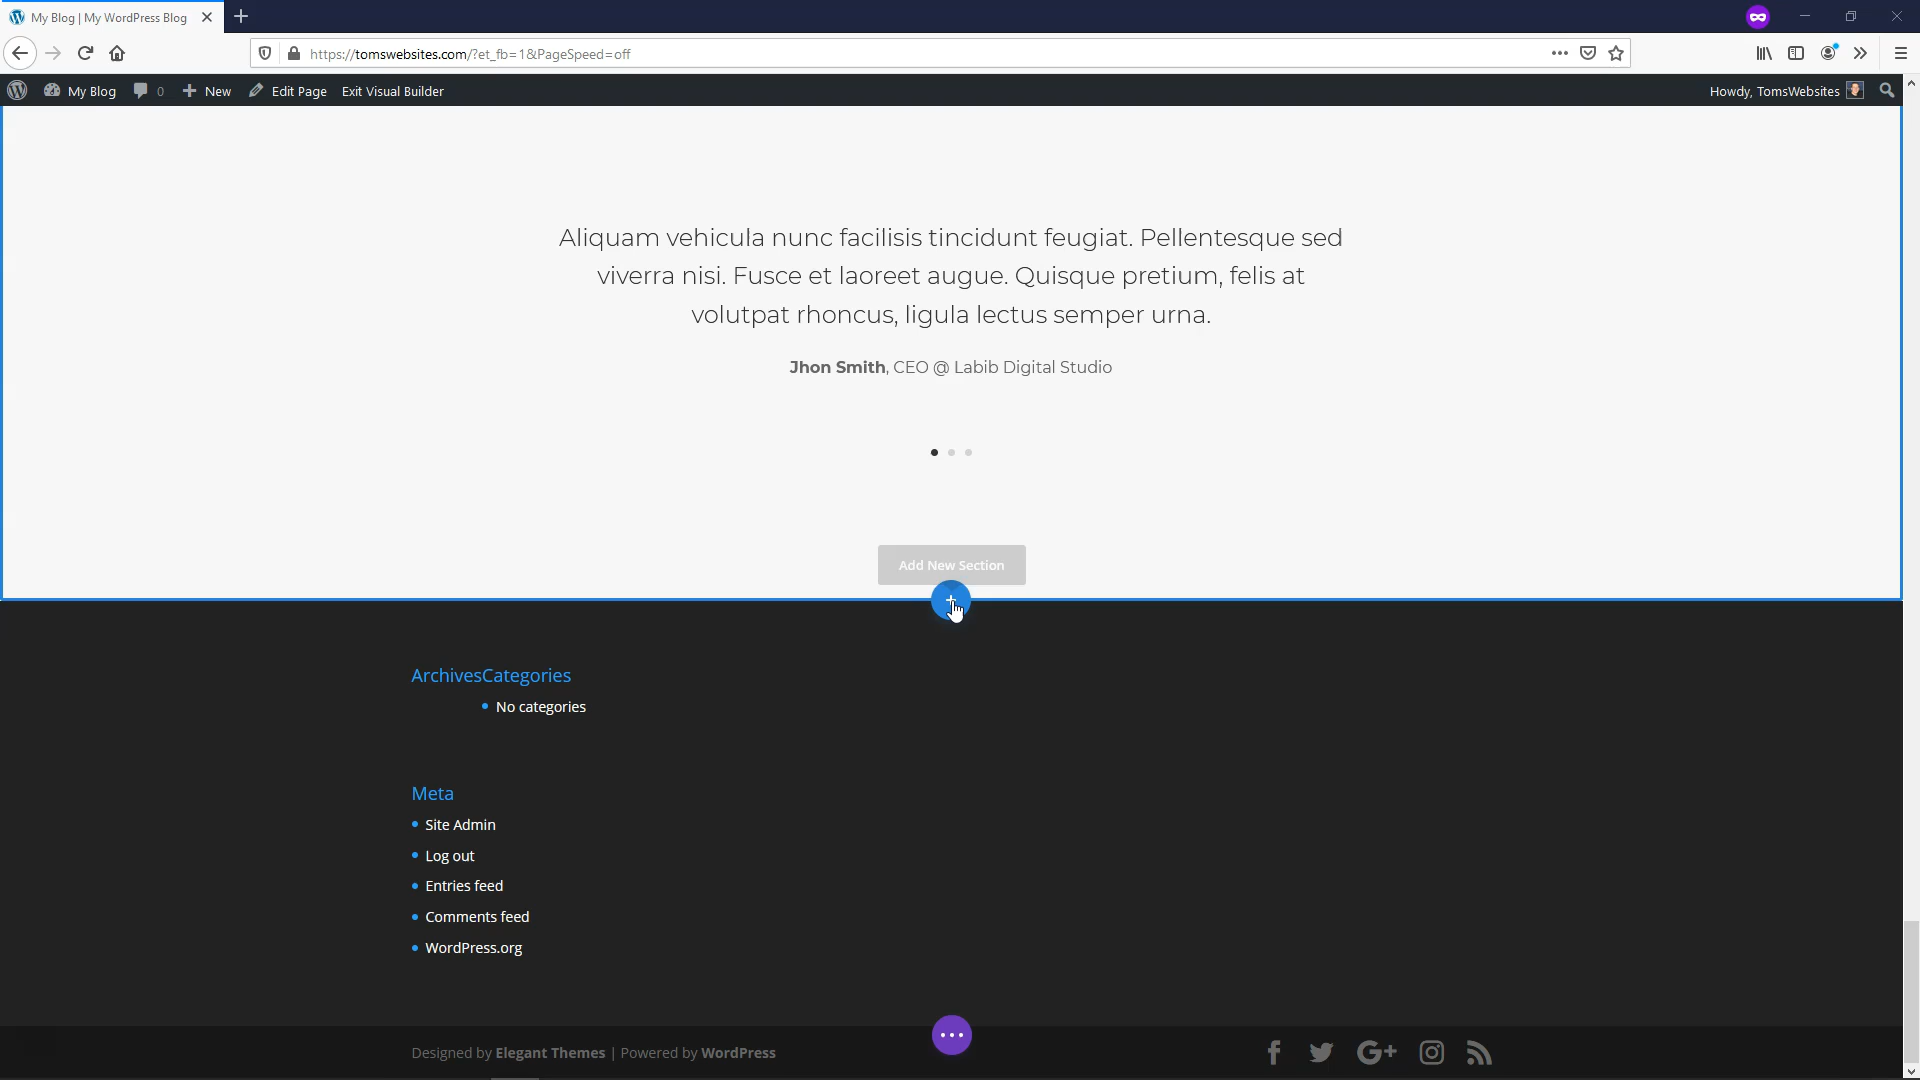 My Blog | My WordPress Blog
https://tomswebsites.com/?et_fb=1&PageSpeed=off
My Blog 0 New Edit Page Exit Visual Builder Howdy, TomsWebsites
Aliquam vehicula nunc facilisis tincidunt feugiat. Pellentesque sed
viverra nisi. Fusce et laoreet augue. Quisque pretium, felis at
volutpat rhoncus, ligula lectus semper urna.
Jhon Smith, CEO @ Labib Digital Studio
Add New Section
ArchivesCategories
No categories
Meta
Site Admin
Log out
Entries feed
Comments feed
WordPress.org
Designed by Elegant Themes | Powered by WordPress